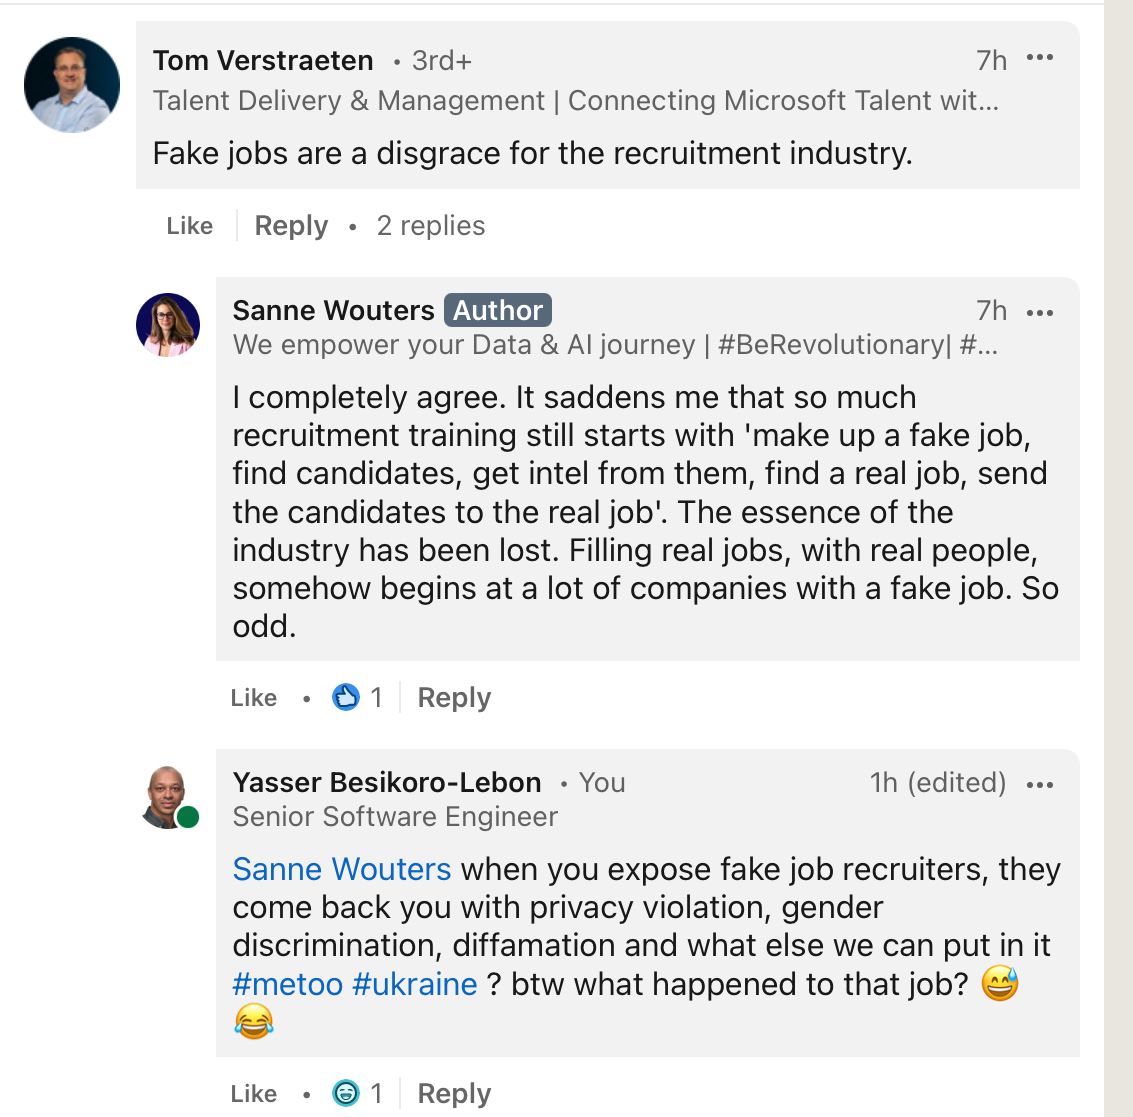 Tom Verstraeten • 3rd+ 7h •••
Talent Delivery & Management | Connecting Microsoft Talent wit...
Fake jobs are a disgrace for the recruitment industry.
Like Reply • 2 replies
Sanne Wouters Author 7h •••
We empower your Data & AI journey | #BeRevolutionary| #...
I completely agree. It saddens me that so much
recruitment training still starts with 'make up a fake job,
find candidates, get intel from them, find a real job, send
the candidates to the real job'. The essence of the
industry has been lost. Filling real jobs, with real people,
somehow begins at a lot of companies with a fake job. So
odd.
Like • 1 Reply
Yasser Besikoro-Lebon • You 1h (edited) •••
Senior Software Engineer
Sanne Wouters when you expose fake job recruiters, they
come back you with privacy violation, gender
discrimination, diffamation and what else we can put in it
#metoo #ukraine ? btw what happened to that job? 😅
😂
Like • 1 Reply